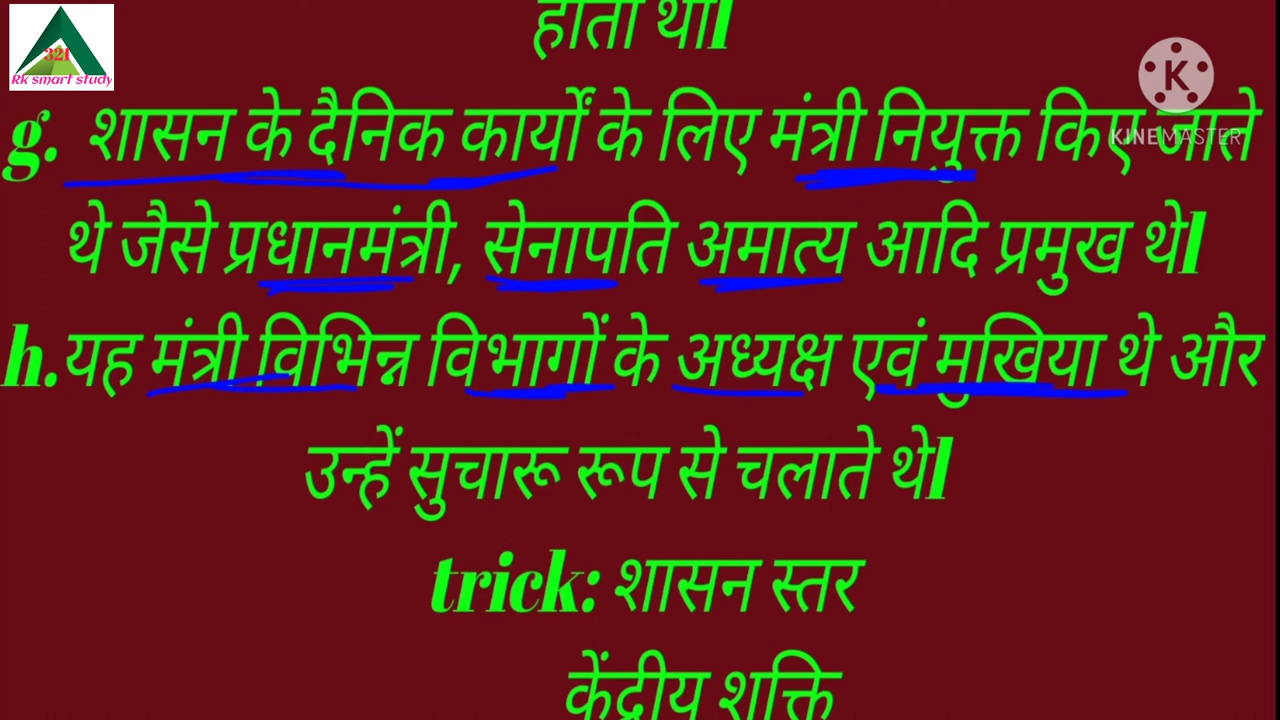 321
Rk smart study
K
KINEMASTER
होता था।
g. शासन के दैनिक कार्यों के लिए मंत्री नियुक्त किए जाते
थे जैसे प्रधानमंत्री, सेनापति अमात्य आदि प्रमुख थे।
h.यह मंत्री विभिन्न विभागों के अध्यक्ष एवं मुखिया थे और
उन्हें सुचारू रूप से चलाते थे।
trick: शासन स्तर
केंद्रीय शक्ति